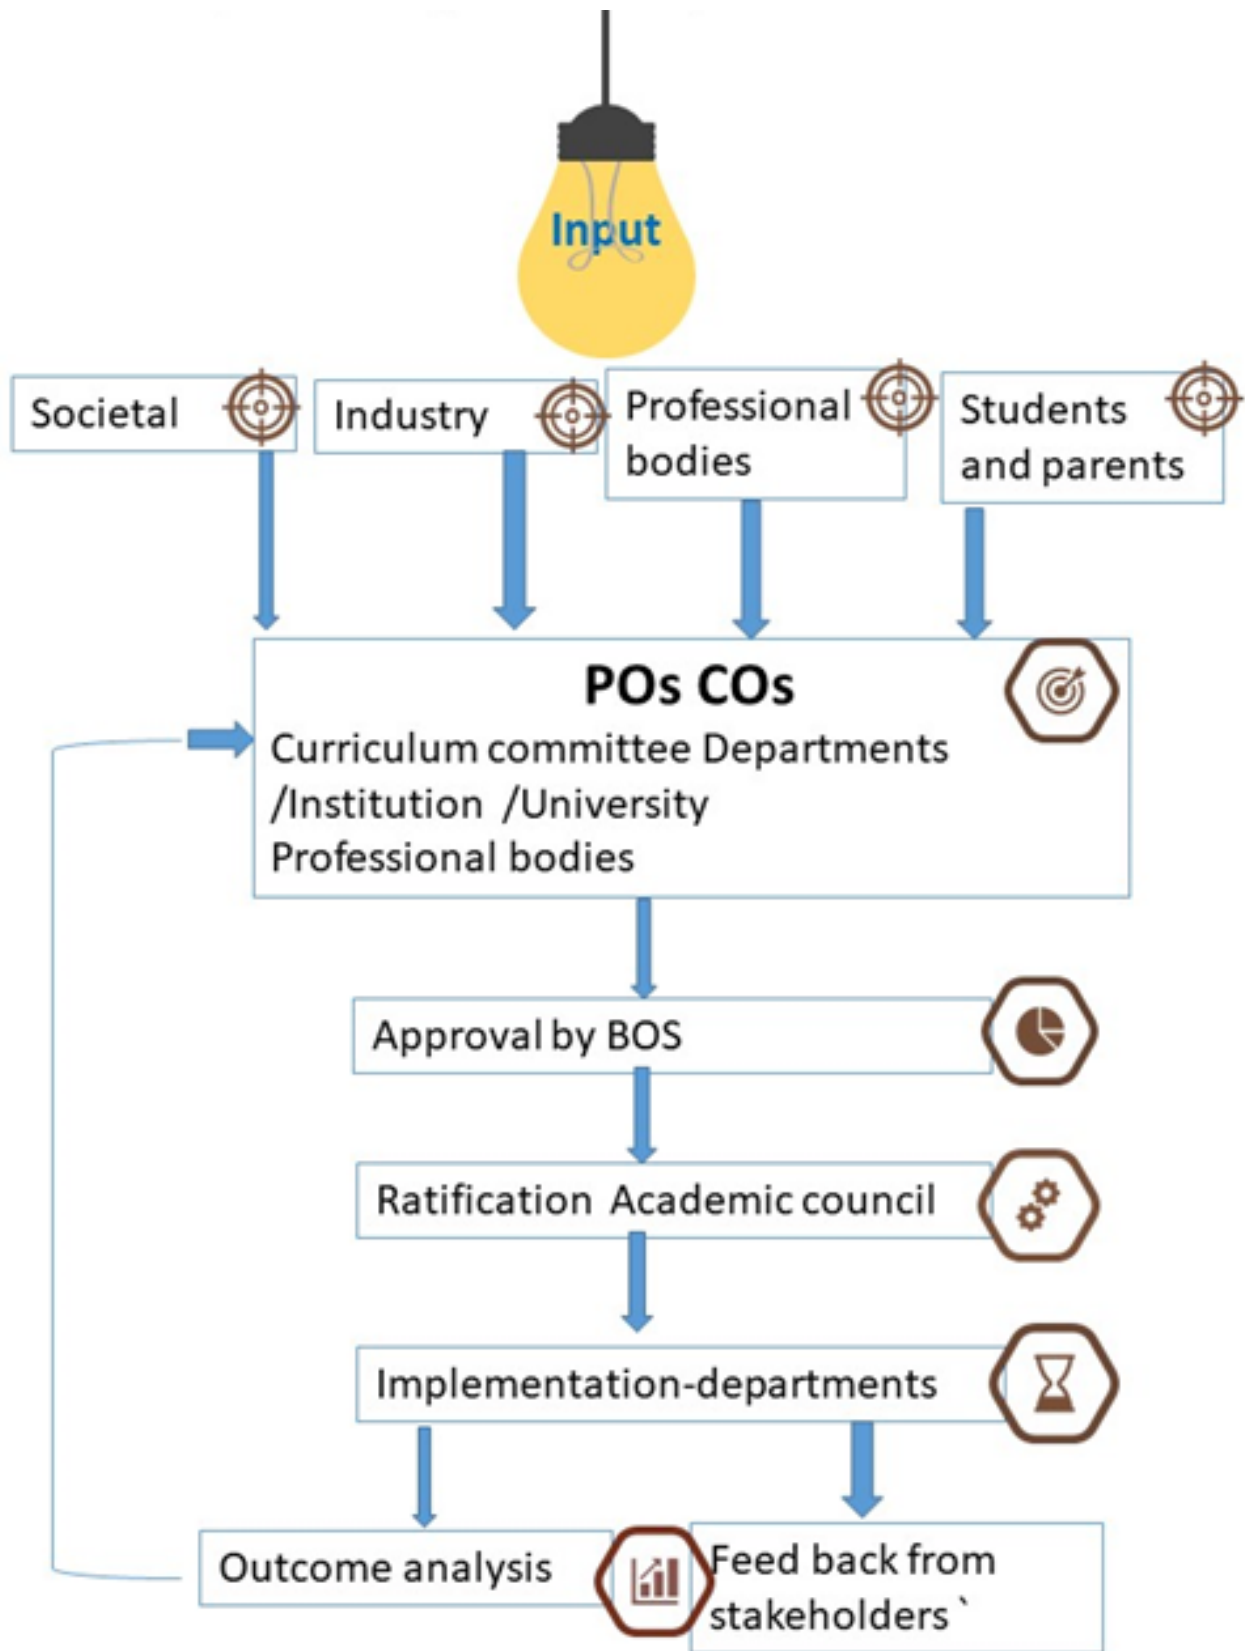 Input
Societal
Industry
Professional
bodies
Students
and parents
POs COs
Curriculum committee Departments
/Institution /University
Professional bodies
Approval by BOS
Ratification Academic council
Implementation-departments
Outcome analysis
Feed back from
stakeholders `